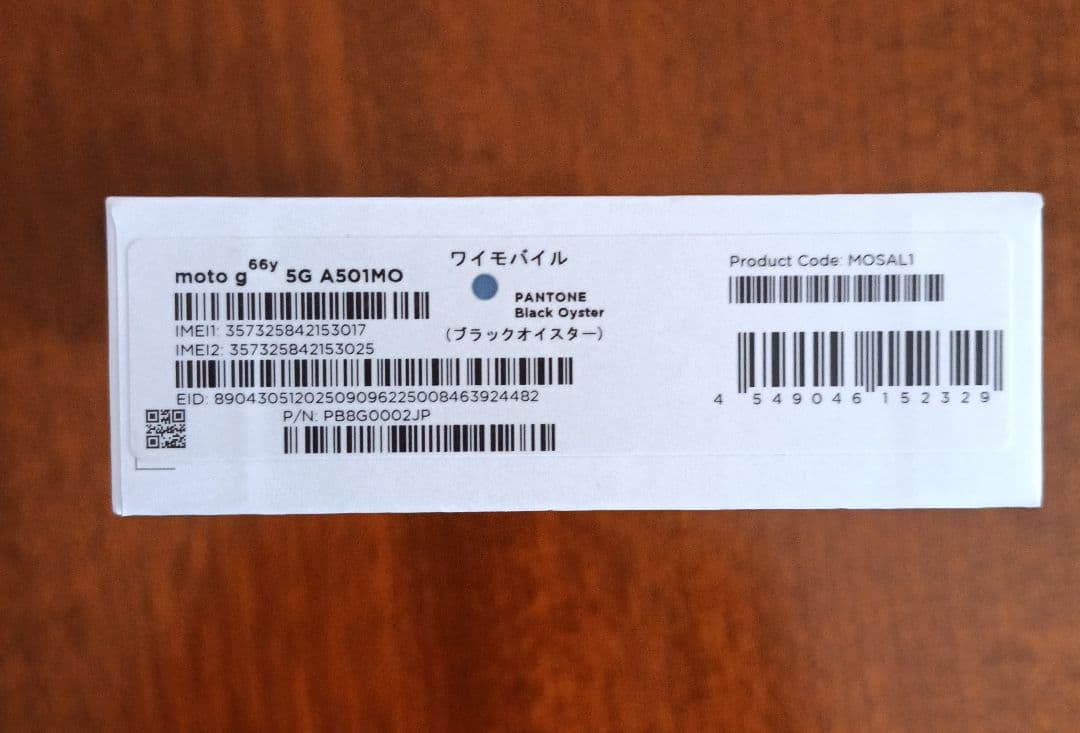 moto g66y 5G A501MO
IMEI1: 357325842153017
IMEI2: 357325842153025
EID: 89043051202509096225008463924482
P/N: PB8G0002JP
ワイモバイル
PANTONE
Black Oyster
(ブラックオイスター)
Product Code: MOSAL1
4 549046 152329